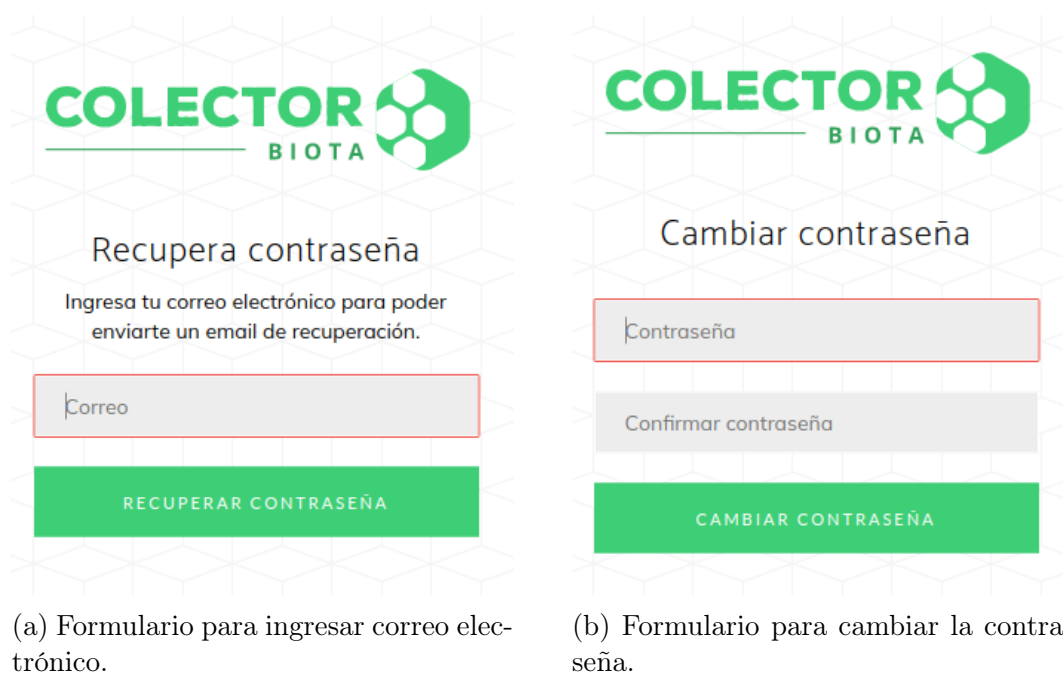 COLECTOR
BIOTA
Recupera contraseña
Ingresa tu correo electrónico para poder
enviarte un email de recuperación.
Correo
RECUPERAR CONTRASEÑA
(a) Formulario para ingresar correo elec-
trónico.
COLECTOR
BIOTA
Cambiar contraseña
Contraseña
Confirmar contraseña
CAMBIAR CONTRASEÑA
(b) Formulario para cambiar la contra
seña.